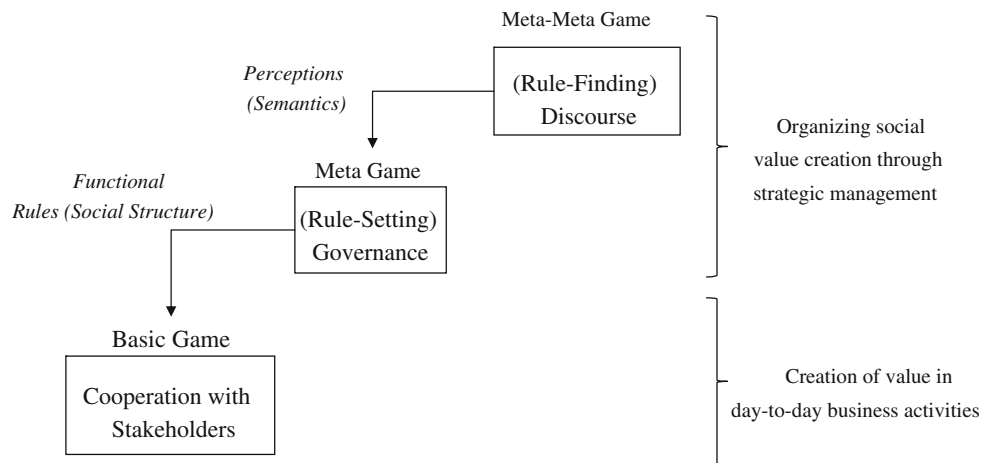 Meta-Meta Game
Perceptions
(Semantics)
(Rule-Finding)
Discourse
Organizing social
value creation through
strategic management
Meta Game
Functional
Rules (Social Structure)
(Rule-Setting)
Governance
Basic Game
Cooperation with
Stakeholders
Creation of value in
day-to-day business activities